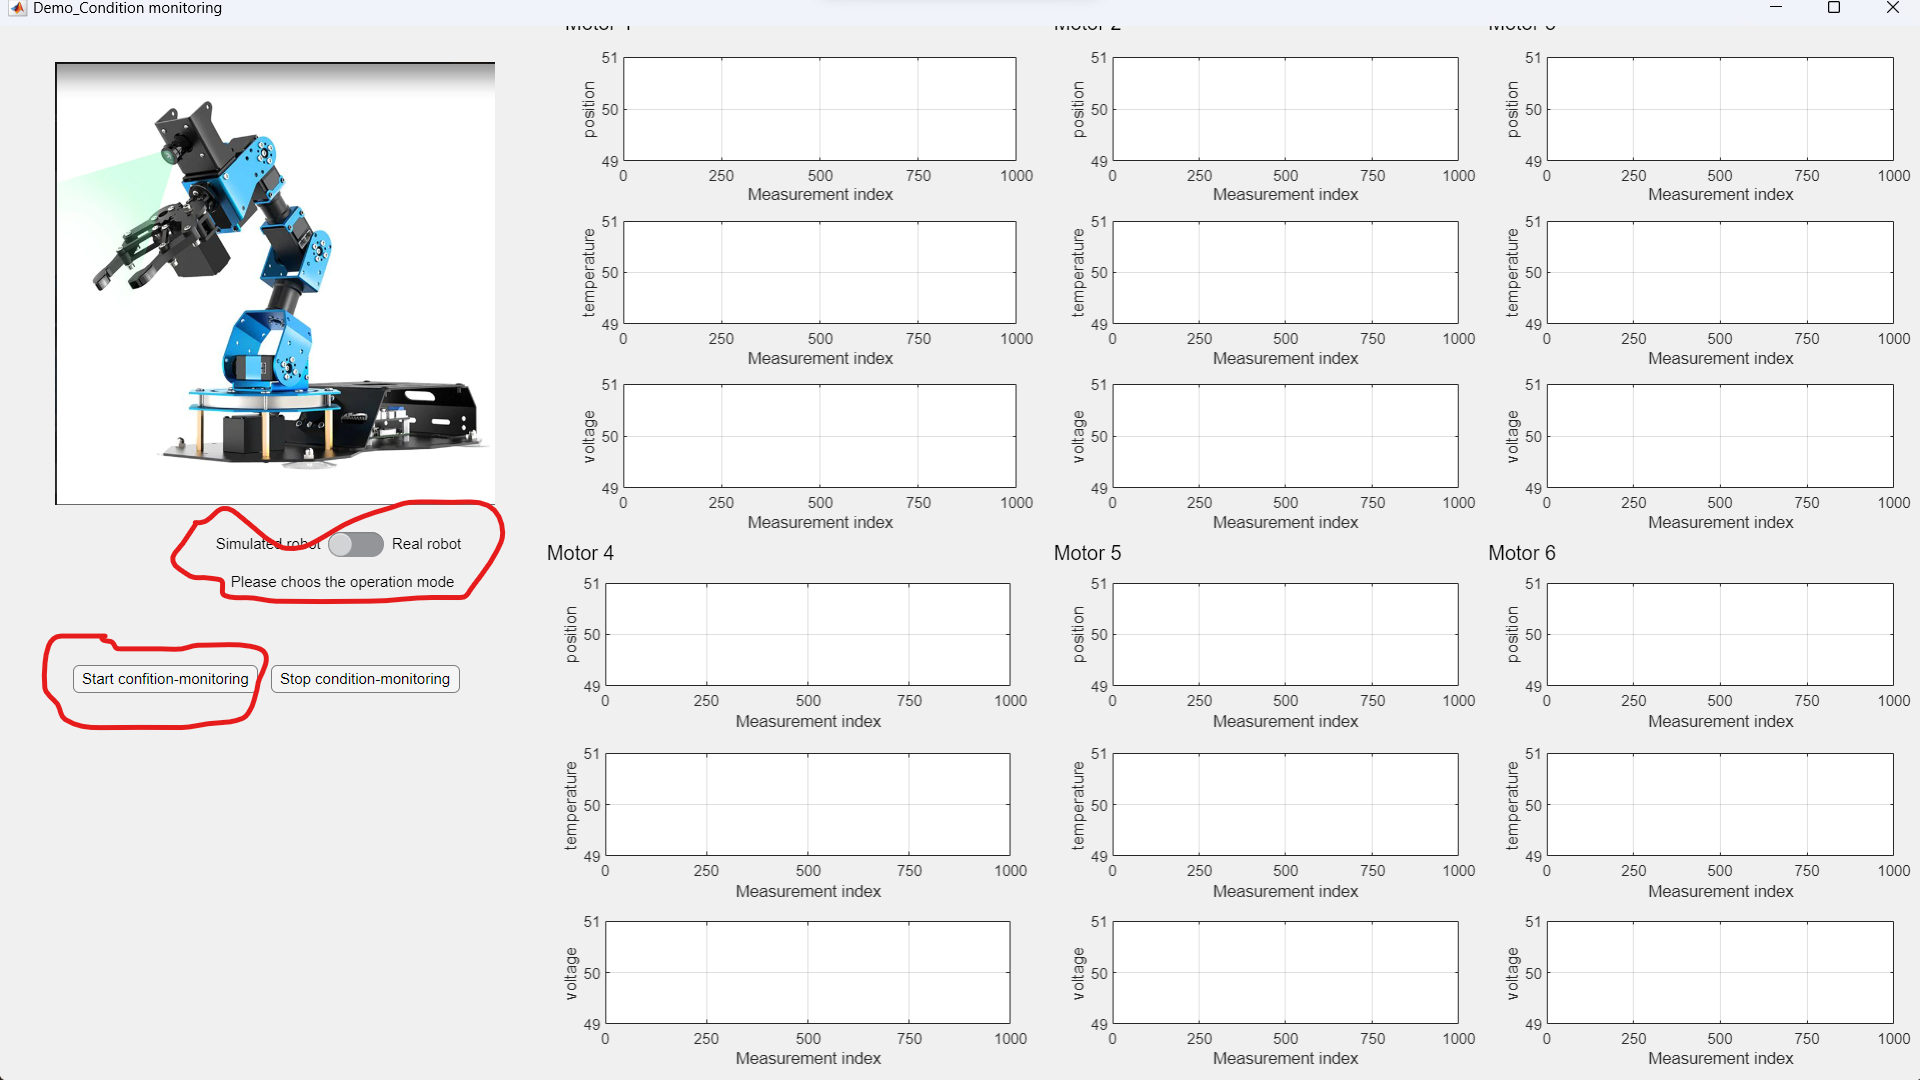 Demo_Condition monitoring
Simulated robot
Real robot
Please choos the operation mode
Start confition-monitoring
Stop condition-monitoring
Motor 1
51
50
49
position
0 250 500 750 1000
Measurement index
51
50
49
temperature
0 250 500 750 1000
Measurement index
51
50
49
voltage
0 250 500 750 1000
Measurement index
Motor 2
51
50
49
position
0 250 500 750 1000
Measurement index
51
50
49
temperature
0 250 500 750 1000
Measurement index
51
50
49
voltage
0 250 500 750 1000
Measurement index
Motor 3
51
50
49
position
0 250 500 750 1000
Measurement index
51
50
49
temperature
0 250 500 750 1000
Measurement index
51
50
49
voltage
0 250 500 750 1000
Measurement index
Motor 4
51
50
49
position
0 250 500 750 1000
Measurement index
51
50
49
temperature
0 250 500 750 1000
Measurement index
51
50
49
voltage
0 250 500 750 1000
Measurement index
Motor 5
51
50
49
position
0 250 500 750 1000
Measurement index
51
50
49
temperature
0 250 500 750 1000
Measurement index
51
50
49
voltage
0 250 500 750 1000
Measurement index
Motor 6
51
50
49
position
0 250 500 750 1000
Measurement index
51
50
49
temperature
0 250 500 750 1000
Measurement index
51
50
49
voltage
0 250 500 750 1000
Measurement index